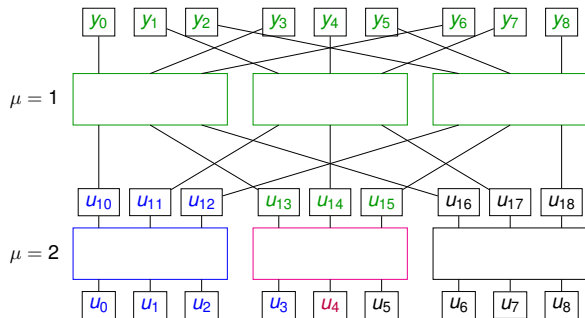 y0 y1 y2 y3 y4 y5 y6 y7 y8
μ = 1
u10 u11 u12 u13 u14 u15 u16 u17 u18
μ = 2
u0 u1 u2 u3 u4 u5 u6 u7 u8